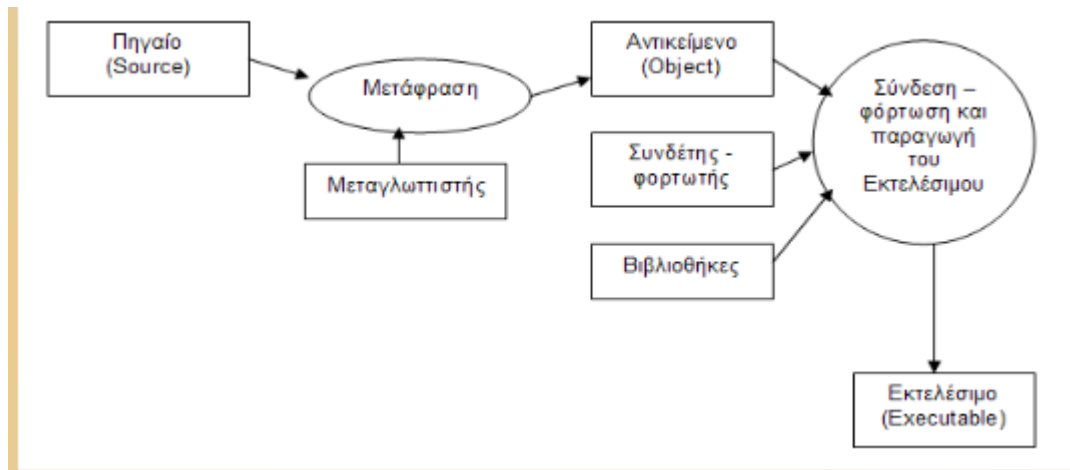 Πηγαίο
(Source)
Μετάφραση
Μεταγλωττιστής
Αντικείμενο
(Object)
Συνδέτης -
φορτωτής
Βιβλιοθήκες
Σύνδεση –
φόρτωση και
παραγωγή
του
Εκτελέσιμου
Εκτελέσιμο
(Executable)